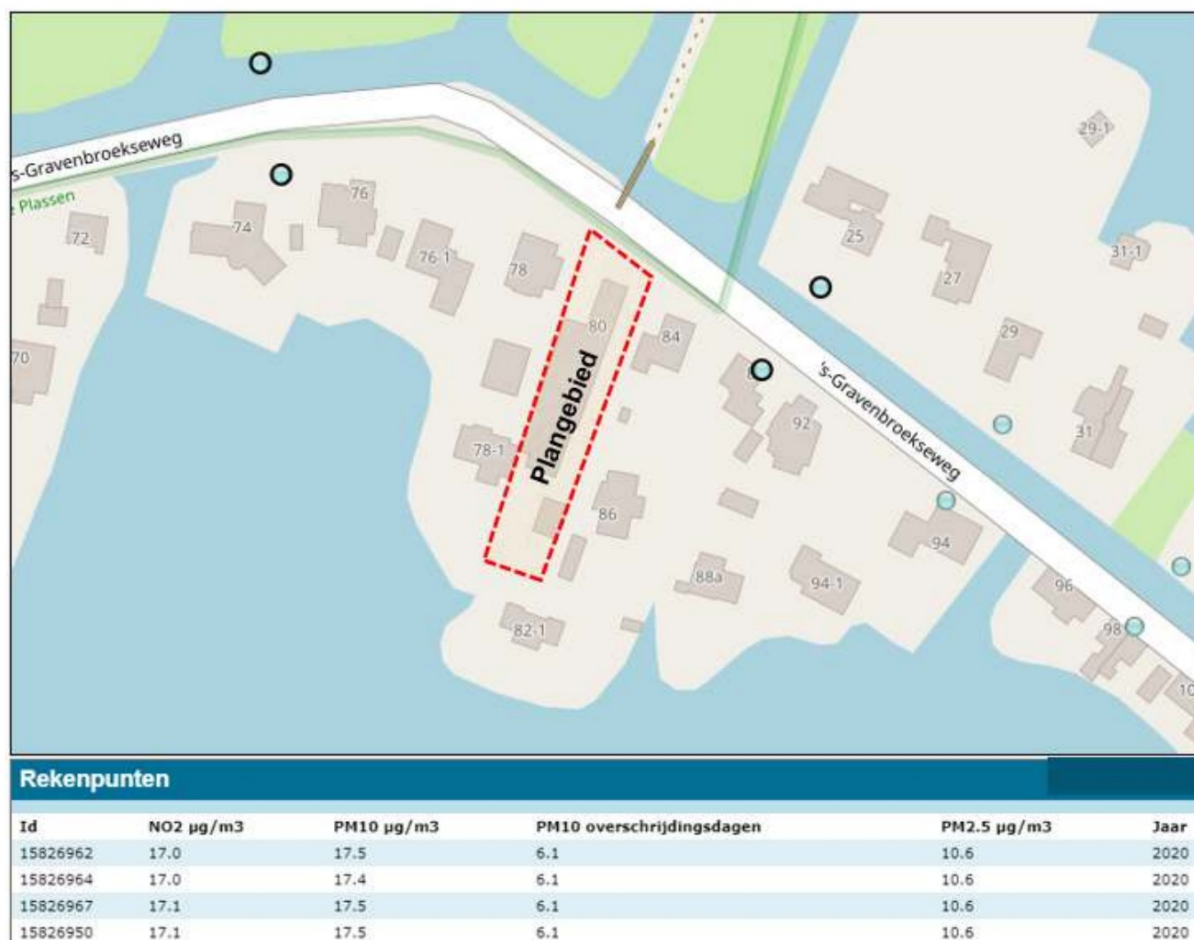 's-Gravenbroekseweg
e Plassen
72
74
76
76-1
78
70
80
84
Plangebied
78-1
86
82-1
88a
92
94-1
94
96
98
10
25
27
29
29-1
31-1
31
's-Gravenbroekseweg
Rekenpunten
Id NO2 µg/m3 PM10 µg/m3 PM10 overschrijdingsdagen PM2.5 µg/m3 Jaar
15826962 17.0 17.5 6.1 10.6 2020
15826964 17.0 17.4 6.1 10.6 2020
15826967 17.1 17.5 6.1 10.6 2020
15826950 17.1 17.5 6.1 10.6 2020